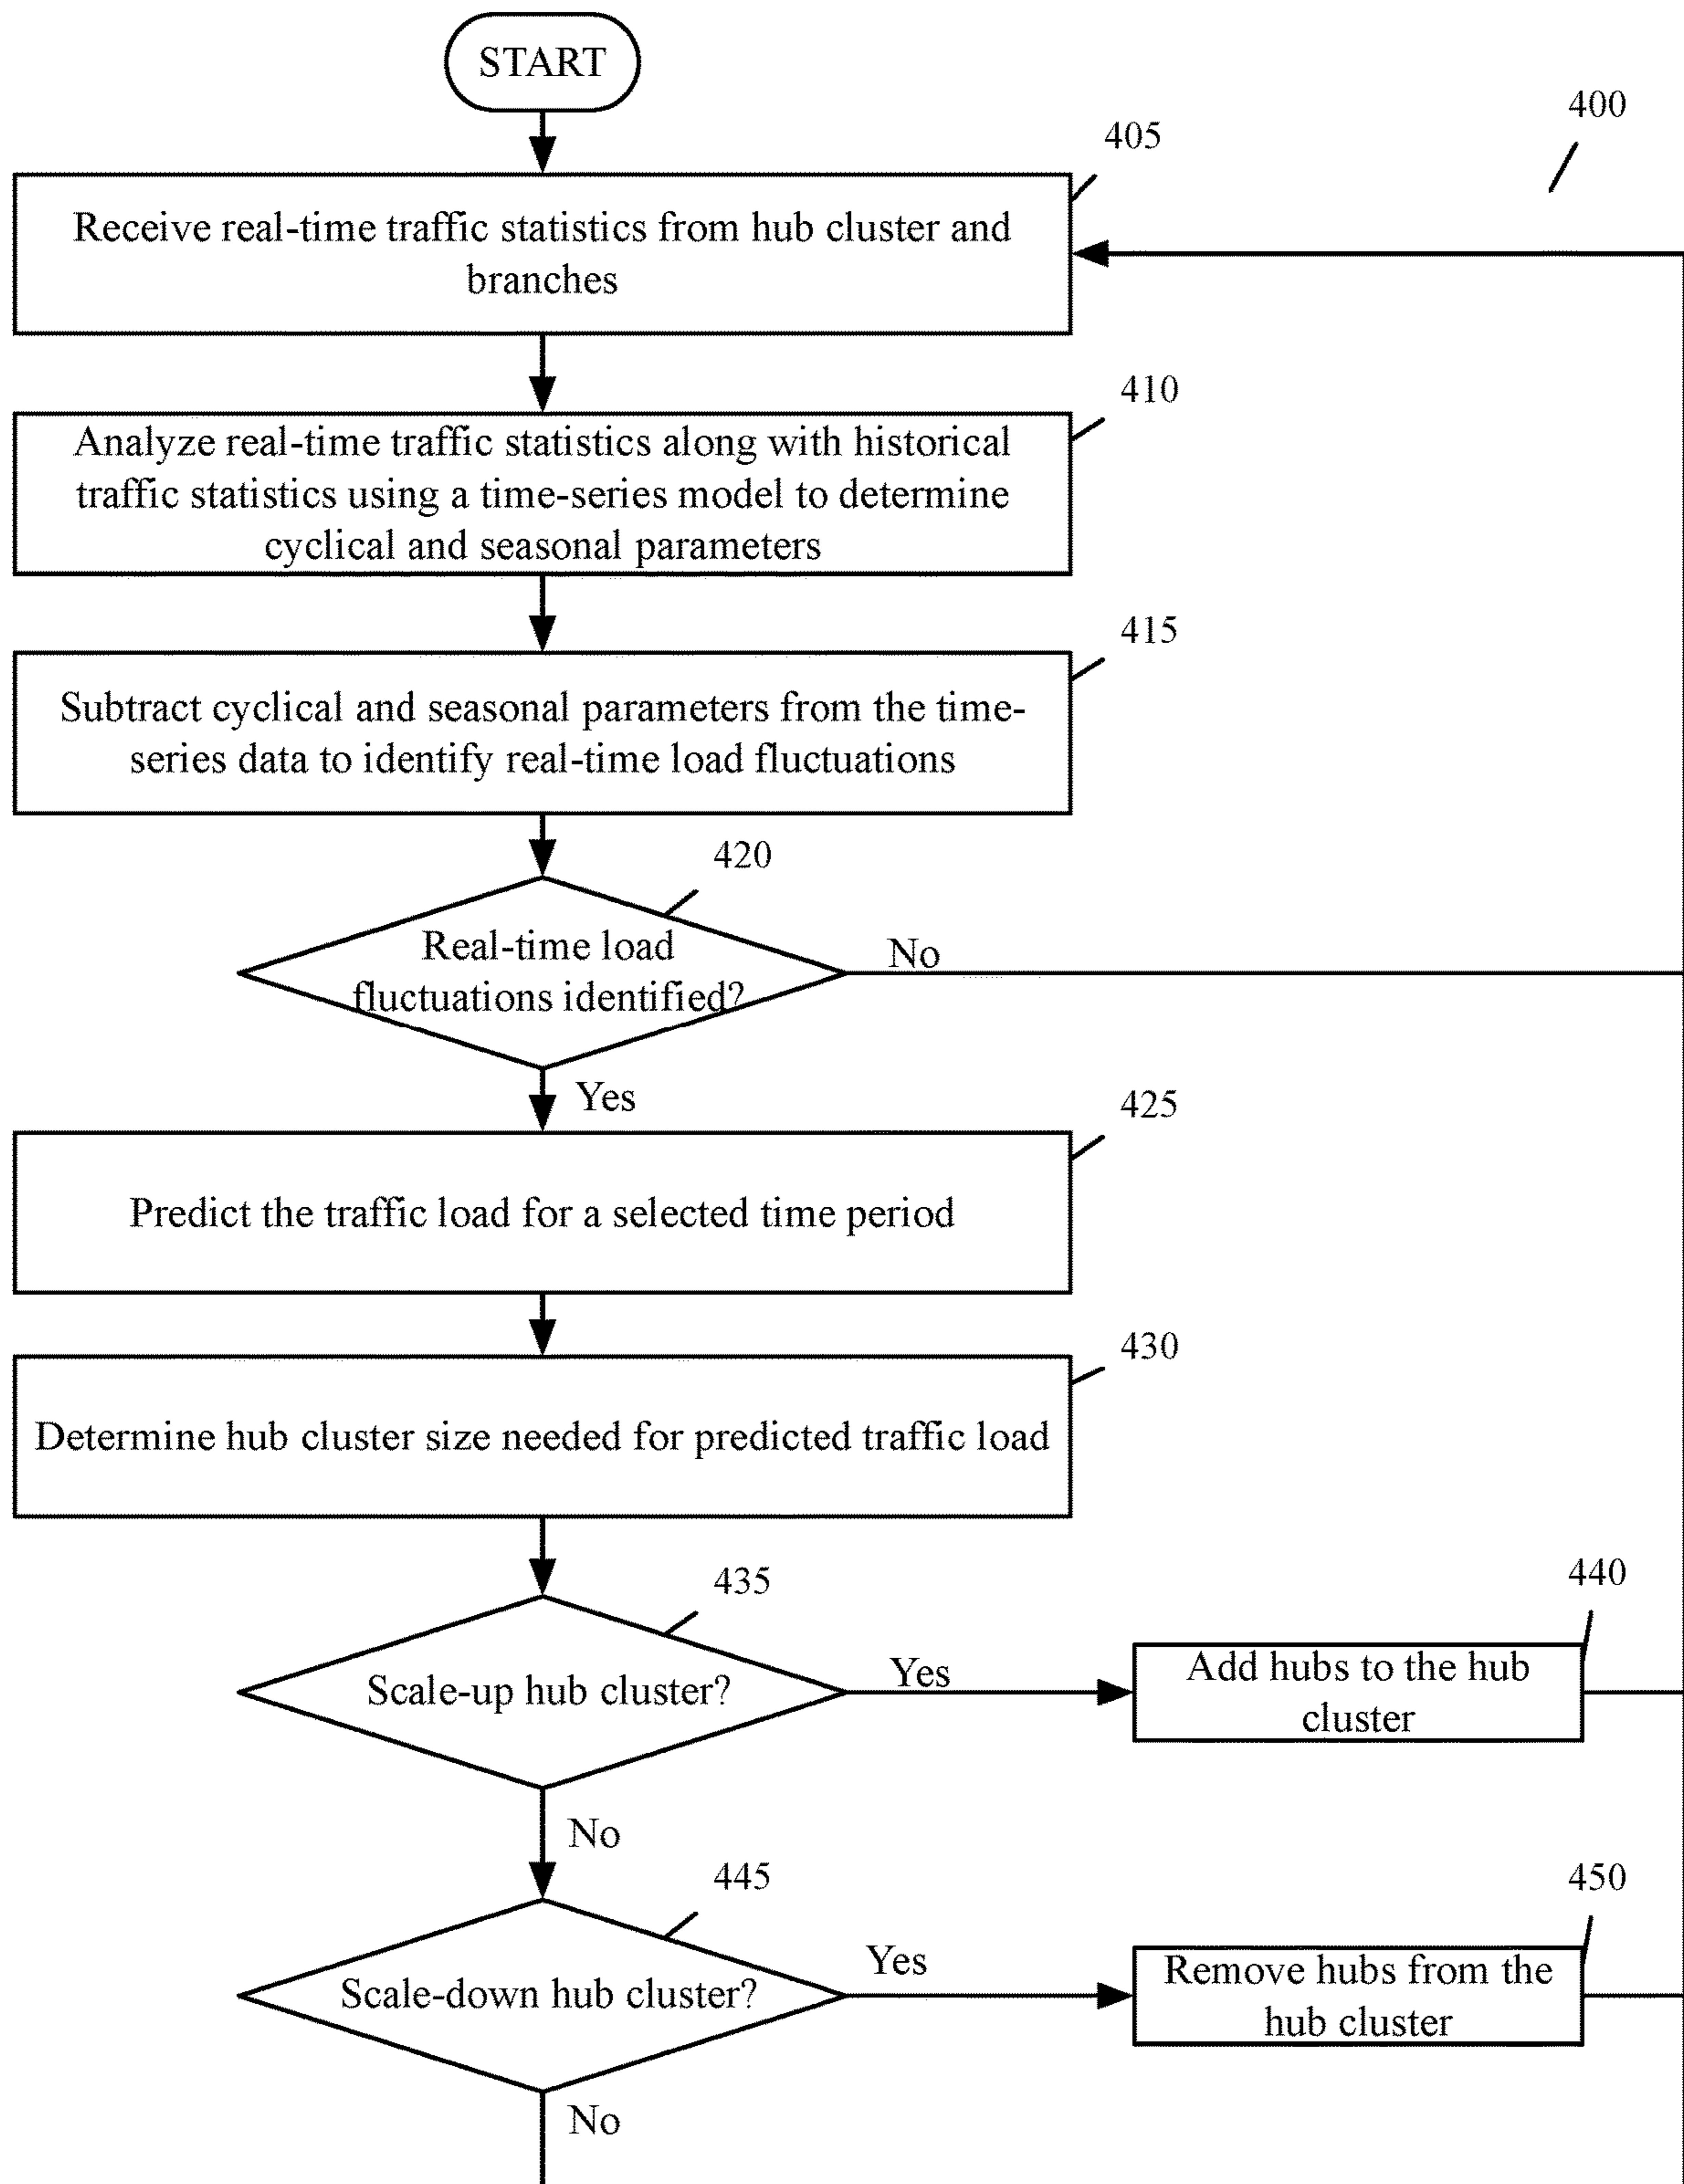 START
400
405
Receive real-time traffic statistics from hub cluster and
branches
410
Analyze real-time traffic statistics along with historical
traffic statistics using a time-series model to determine
cyclical and seasonal parameters
415
Subtract cyclical and seasonal parameters from the time-
series data to identify real-time load fluctuations
420
Real-time load
fluctuations identified?
No
Yes
425
Predict the traffic load for a selected time period
430
Determine hub cluster size needed for predicted traffic load
435
Scale-up hub cluster?
Yes
440
Add hubs to the hub
cluster
No
445
Scale-down hub cluster?
Yes
450
Remove hubs from the
hub cluster
No